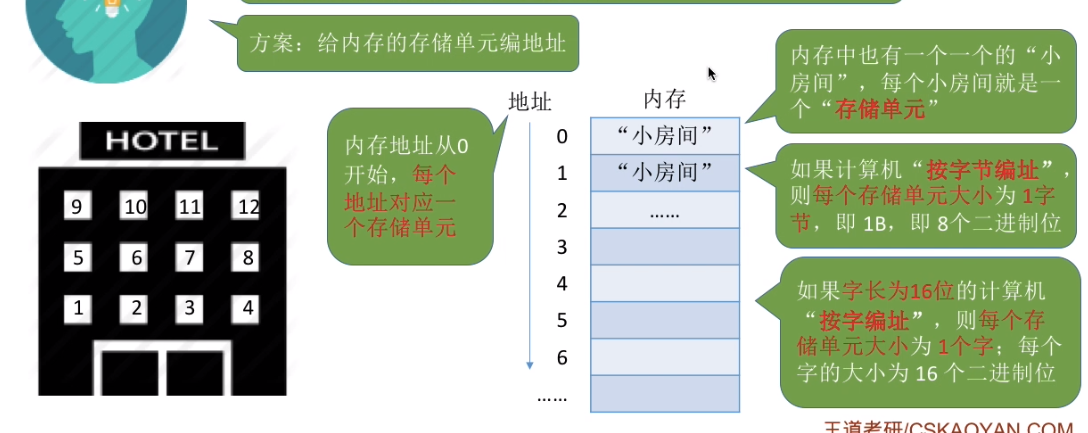 方案：给内存的存储单元编地址
HOTEL
9 10 11 12
5 6 7 8
1 2 3 4
内存地址从0
开始，每个
地址对应一
个存储单元
地址
内存
0 “小房间”
1 “小房间”
2 ……
3
4
5
6
……
内存中也有一个一个的“小
房间”，每个小房间就是一
个“存储单元”
如果计算机“按字节编址”，
则每个存储单元大小为 1字
节，即 1B，即 8个二进制位
如果字长为16位的计算机
“按字编址”，则每个存
储单元大小为 1个字；每个
字的大小为 16 个二进制位
王道考研/CSKAOYAN.COM